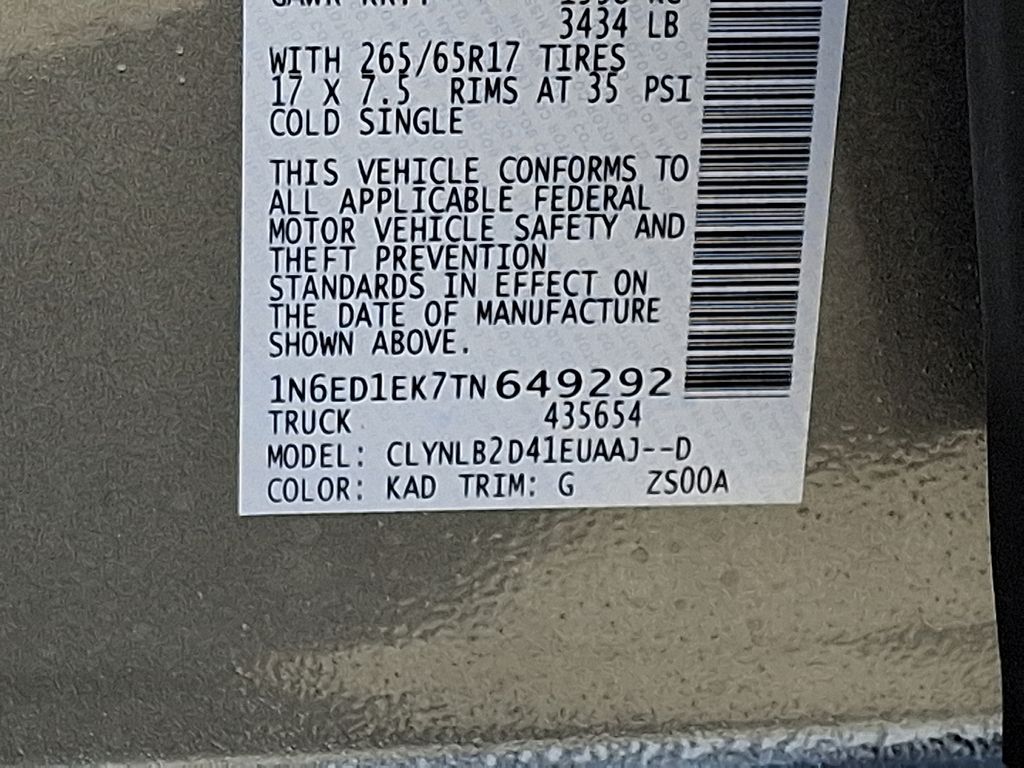 3434 LB
WITH 265/65R17 TIRES
17 X 7.5 RIMS AT 35 PSI
COLD SINGLE
THIS VEHICLE CONFORMS TO
ALL APPLICABLE FEDERAL
MOTOR VEHICLE SAFETY AND
THEFT PREVENTION
STANDARDS IN EFFECT ON
THE DATE OF MANUFACTURE
SHOWN ABOVE.
1N6ED1EK7TN649292
TRUCK 435654
MODEL: CLYNLB2D41EUAAJ--D
COLOR: KAD TRIM: G ZS00A